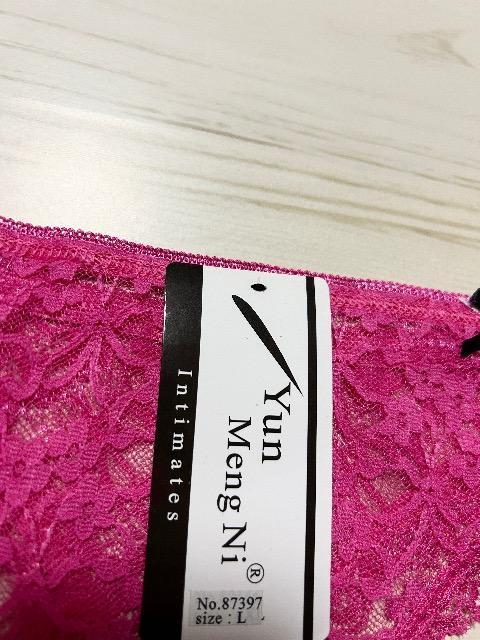 Yun
Meng Ni®
Intimates
No.87397
size : L